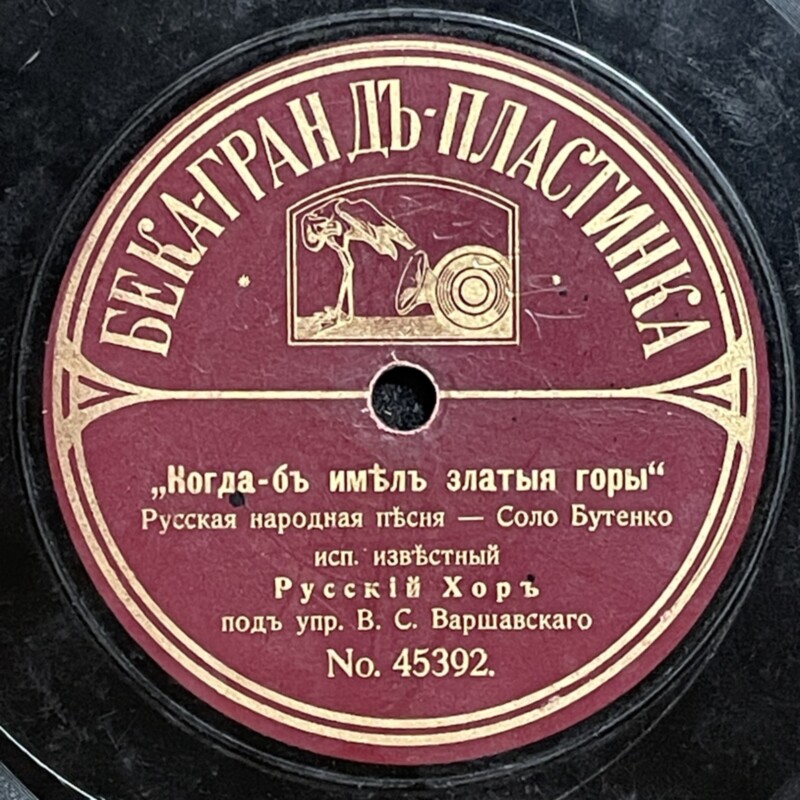 БЕКА-ГРАНДЪ-ПЛАСТИНКА
„Когда-бъ имѣлъ златыя горы“
Русская народная пѣсня — Соло Бутенко
исп. извѣстный
Русскій Хоръ
подъ упр. В. С. Варшавскаго
No. 45392.